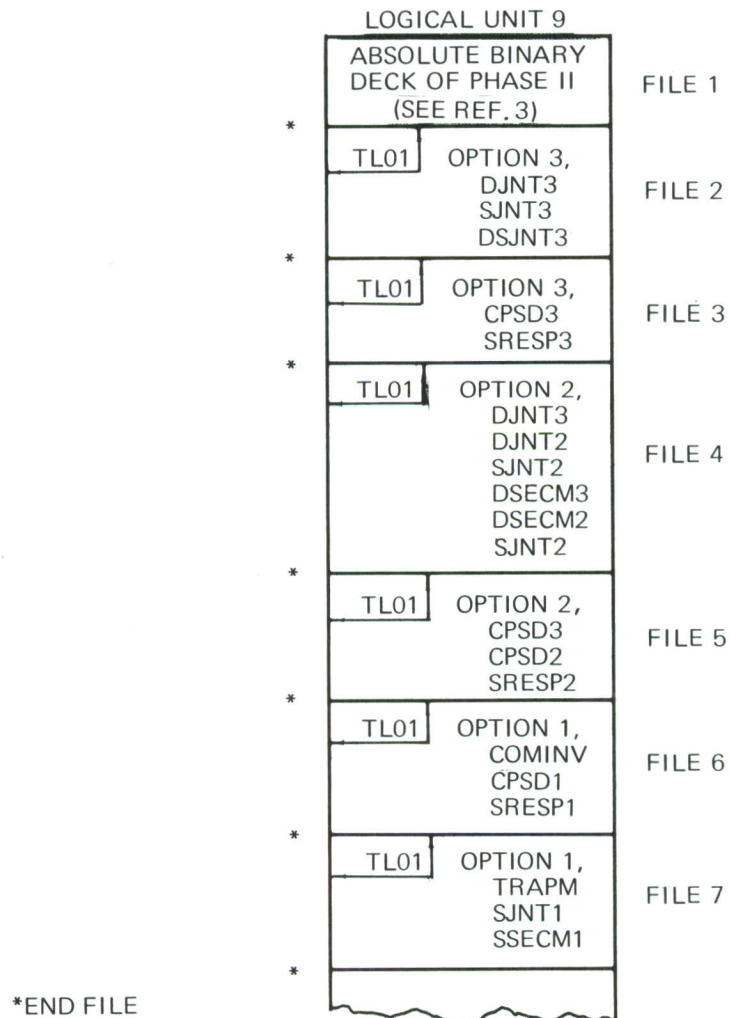 LOGICAL UNIT 9
ABSOLUTE BINARY
DECK OF PHASE II
(SEE REF. 3)
FILE 1
*
TL01 OPTION 3,
DJNT3
SJNT3
DSJNT3
FILE 2
*
TL01 OPTION 3,
CPSD3
SRESP3
FILE 3
*
TL01 OPTION 2,
DJNT3
DJNT2
SJNT2
DSECM3
DSECM2
SJNT2
FILE 4
*
TL01 OPTION 2,
CPSD3
CPSD2
SRESP2
FILE 5
*
TL01 OPTION 1,
COMINV
CPSD1
SRESP1
FILE 6
*
TL01 OPTION 1,
TRAPM
SJNT1
SSECM1
FILE 7
*
*END FILE